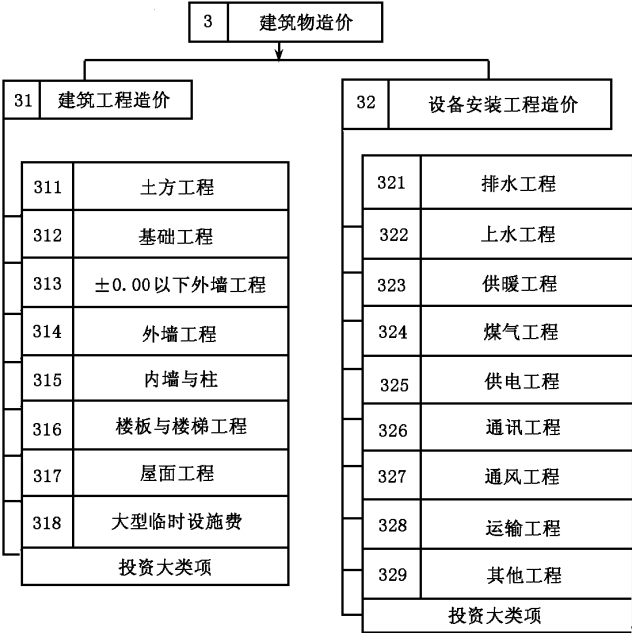 3 建筑物造价
31 建筑工程造价
311 土方工程
312 基础工程
313 ±0.00以下外墙工程
314 外墙工程
315 内墙与柱
316 楼板与楼梯工程
317 屋面工程
318 大型临时设施费
投资大类项
32 设备安装工程造价
321 排水工程
322 上水工程
323 供暖工程
324 煤气工程
325 供电工程
326 通讯工程
327 通风工程
328 运输工程
329 其他工程
投资大类项